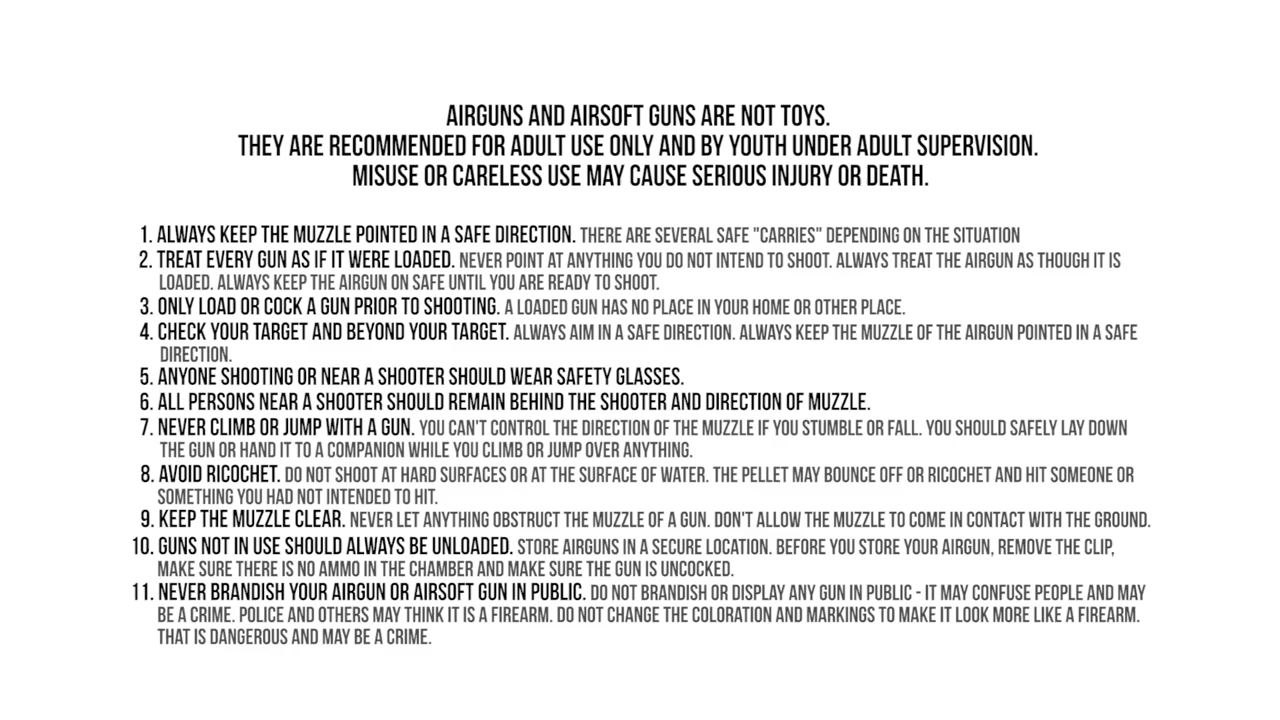 AIRGUNS AND AIRSOFT GUNS ARE NOT TOYS.
THEY ARE RECOMMENDED FOR ADULT USE ONLY AND BY YOUTH UNDER ADULT SUPERVISION.
MISUSE OR CARELESS USE MAY CAUSE SERIOUS INJURY OR DEATH.
1. ALWAYS KEEP THE MUZZLE POINTED IN A SAFE DIRECTION. THERE ARE SEVERAL SAFE "CARRIES" DEPENDING ON THE SITUATION
2. TREAT EVERY GUN AS IF IT WERE LOADED. NEVER POINT AT ANYTHING YOU DO NOT INTEND TO SHOOT. ALWAYS TREAT THE AIRGUN AS THOUGH IT IS
LOADED. ALWAYS KEEP THE AIRGUN ON SAFE UNTIL YOU ARE READY TO SHOOT.
3. ONLY LOAD OR COCK A GUN PRIOR TO SHOOTING. A LOADED GUN HAS NO PLACE IN YOUR HOME OR OTHER PLACE.
4. CHECK YOUR TARGET AND BEYOND YOUR TARGET. ALWAYS AIM IN A SAFE DIRECTION. ALWAYS KEEP THE MUZZLE OF THE AIRGUN POINTED IN A SAFE
DIRECTION.
5. ANYONE SHOOTING OR NEAR A SHOOTER SHOULD WEAR SAFETY GLASSES.
6. ALL PERSONS NEAR A SHOOTER SHOULD REMAIN BEHIND THE SHOOTER AND DIRECTION OF MUZZLE.
7. NEVER CLIMB OR JUMP WITH A GUN. YOU CAN'T CONTROL THE DIRECTION OF THE MUZZLE IF YOU STUMBLE OR FALL. YOU SHOULD SAFELY LAY DOWN
THE GUN OR HAND IT TO A COMPANION WHILE YOU CLIMB OR JUMP OVER ANYTHING.
8. AVOID RICOCHET. DO NOT SHOOT AT HARD SURFACES OR AT THE SURFACE OF WATER. THE PELLET MAY BOUNCE OFF OR RICOCHET AND HIT SOMEONE OR
SOMETHING YOU HAD NOT INTENDED TO HIT.
9. KEEP THE MUZZLE CLEAR. NEVER LET ANYTHING OBSTRUCT THE MUZZLE OF A GUN. DON'T ALLOW THE MUZZLE TO COME IN CONTACT WITH THE GROUND.
10. GUNS NOT IN USE SHOULD ALWAYS BE UNLOADED. STORE AIRGUNS IN A SECURE LOCATION. BEFORE YOU STORE YOUR AIRGUN, REMOVE THE CLIP,
MAKE SURE THERE IS NO AMMO IN THE CHAMBER AND MAKE SURE THE GUN IS UNCOCKED.
11. NEVER BRANDISH YOUR AIRGUN OR AIRSOFT GUN IN PUBLIC. DO NOT BRANDISH OR DISPLAY ANY GUN IN PUBLIC - IT MAY CONFUSE PEOPLE AND MAY
BE A CRIME. POLICE AND OTHERS MAY THINK IT IS A FIREARM. DO NOT CHANGE THE COLORATION AND MARKINGS TO MAKE IT LOOK MORE LIKE A FIREARM.
THAT IS DANGEROUS AND MAY BE A CRIME.